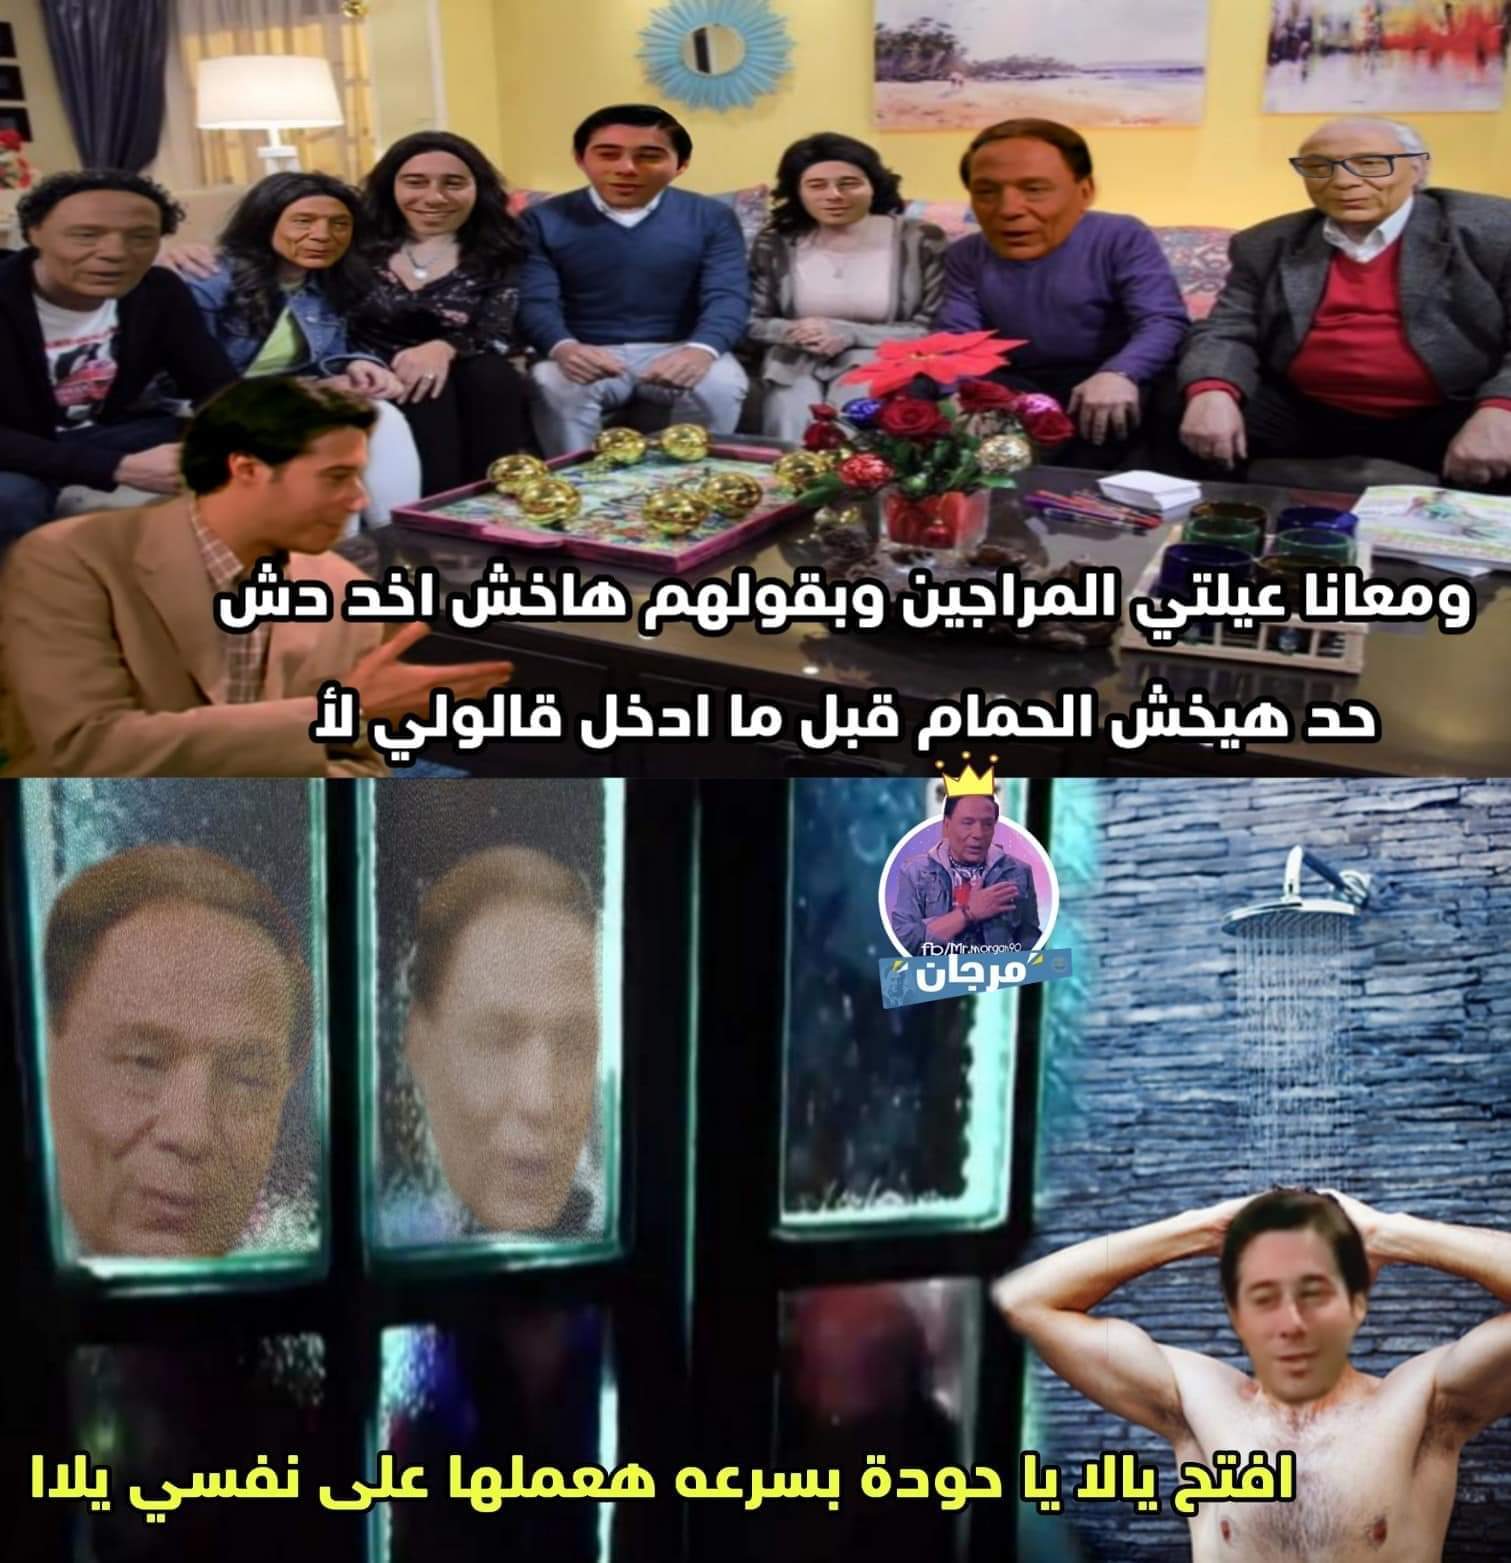 ومعانا عيلتي المراجين وبقولهم هاخش اخد دش
حد هيخش الحمام قبل ما ادخل قالولي لأ
fb/Mr.morgan90
مرجان
افتح يالا يا حودة بسرعه هعملها على نفسي يلاا